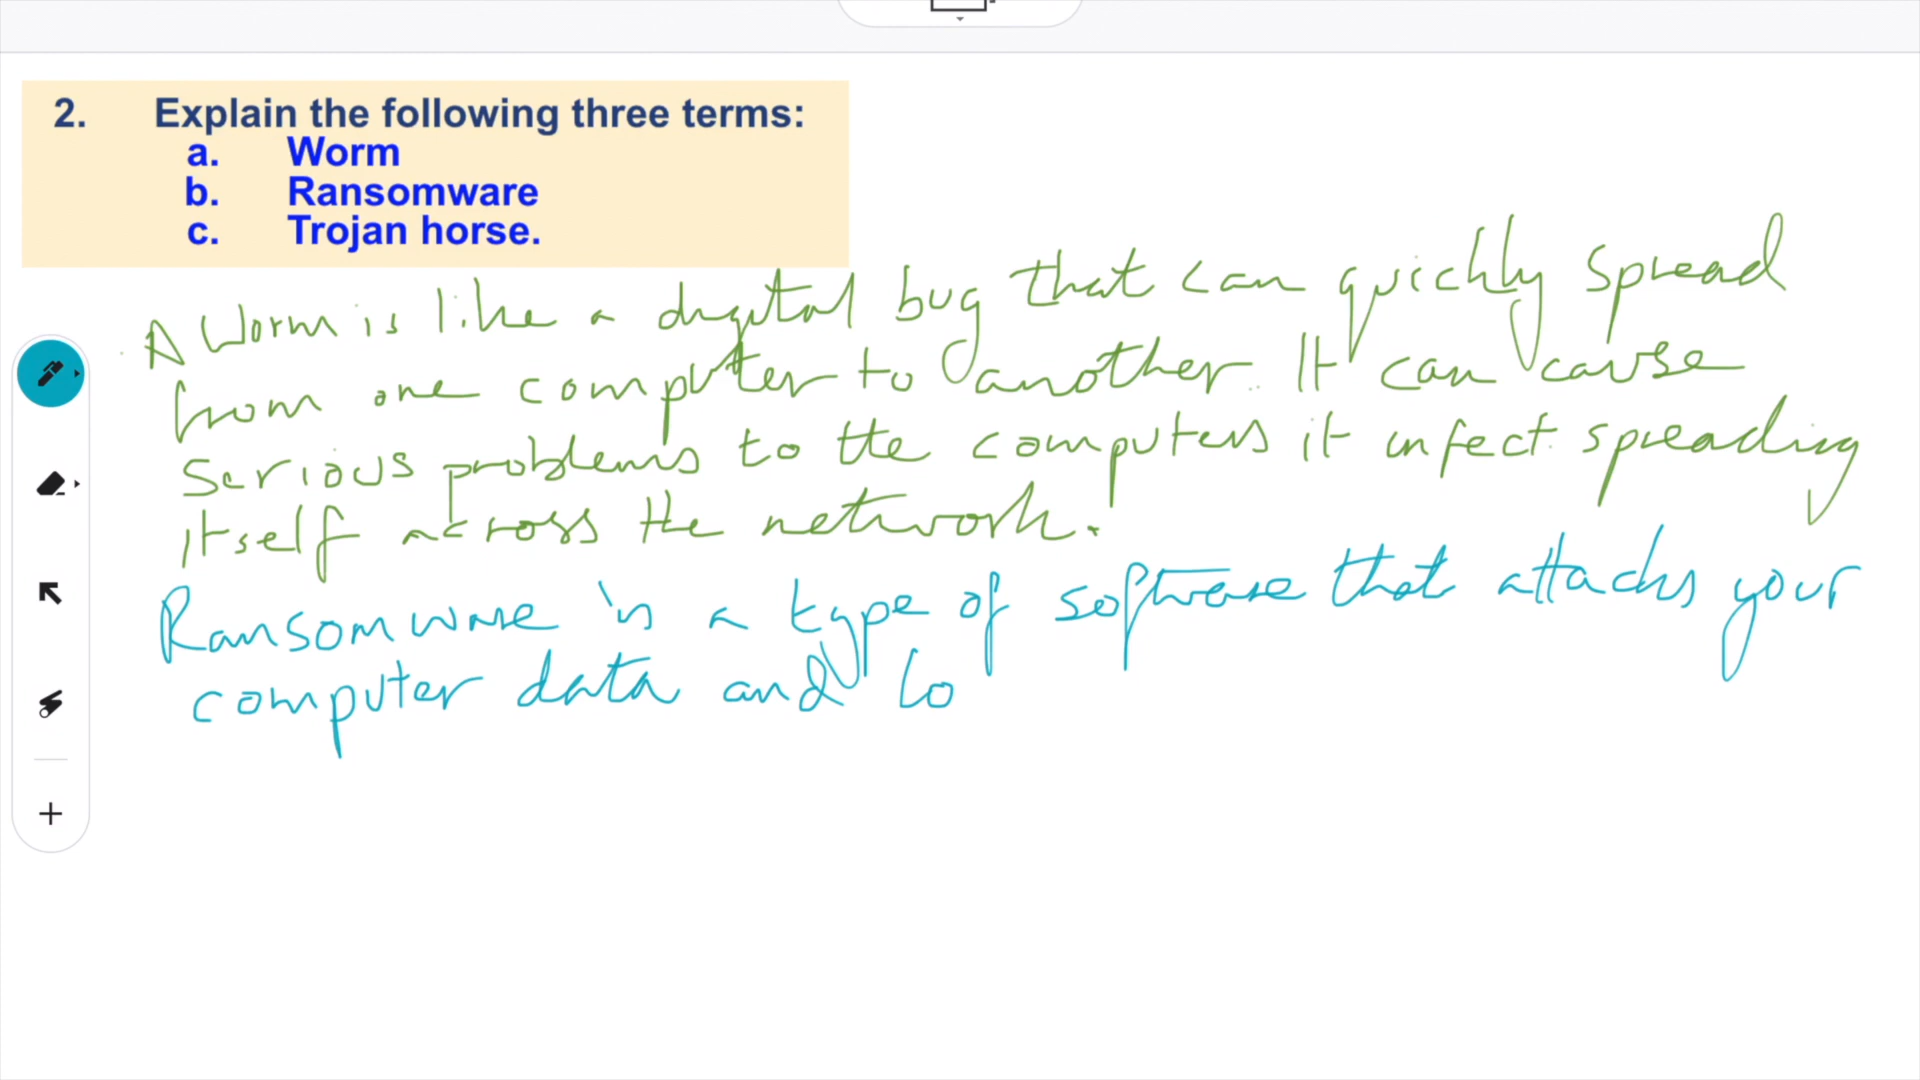 2. Explain the following three terms:
a. Worm
b. Ransomware
c. Trojan horse.
A Worm is like a digital bug that can quickly spread
from one computer to another. It can cause
serious problems to the computers it infect. spreading
itself across the network.
Ransomware is a type of software that attacks your
computer data and lo